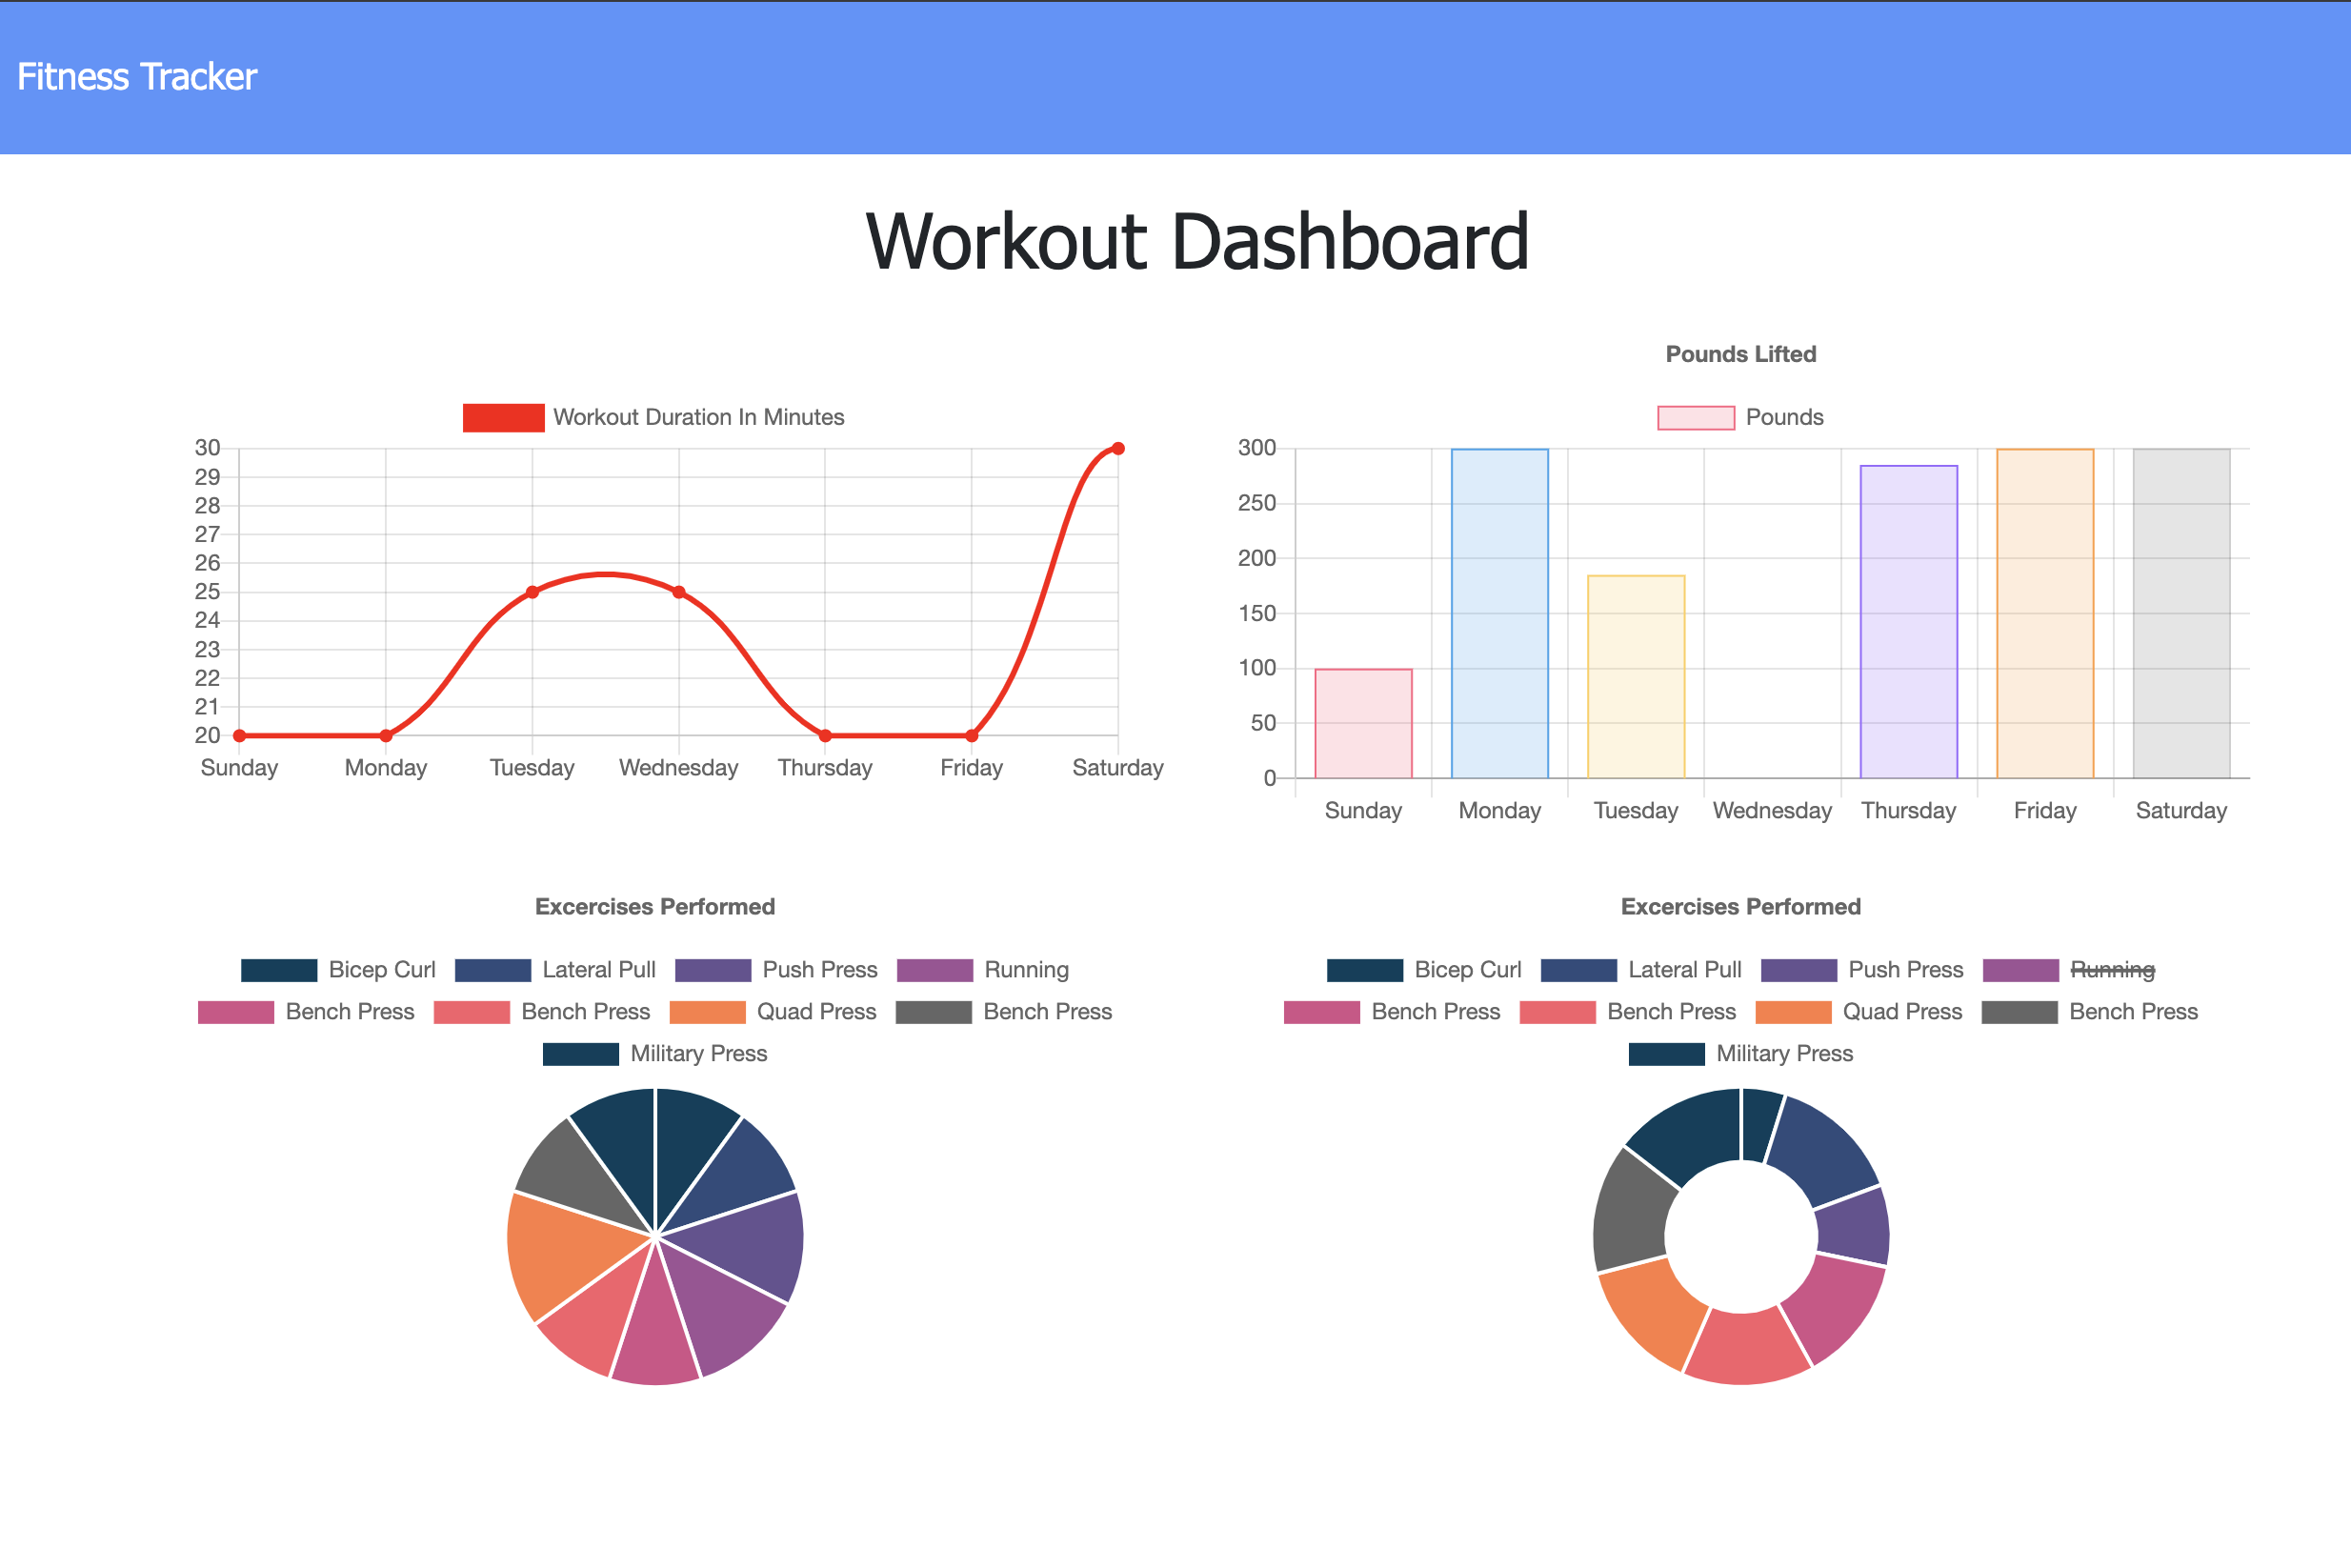 Fitness Tracker
Workout Dashboard
Workout Duration In Minutes
30
29
28
27
26
25
24
23
22
21
20
Sunday Monday Tuesday Wednesday Thursday Friday Saturday
Pounds Lifted
Pounds
300
250
200
150
100
50
0
Sunday Monday Tuesday Wednesday Thursday Friday Saturday
Excercises Performed
Bicep Curl Lateral Pull Push Press Running
Bench Press Bench Press Quad Press Bench Press
Military Press
Excercises Performed
Bicep Curl Lateral Pull Push Press Running
Bench Press Bench Press Quad Press Bench Press
Military Press